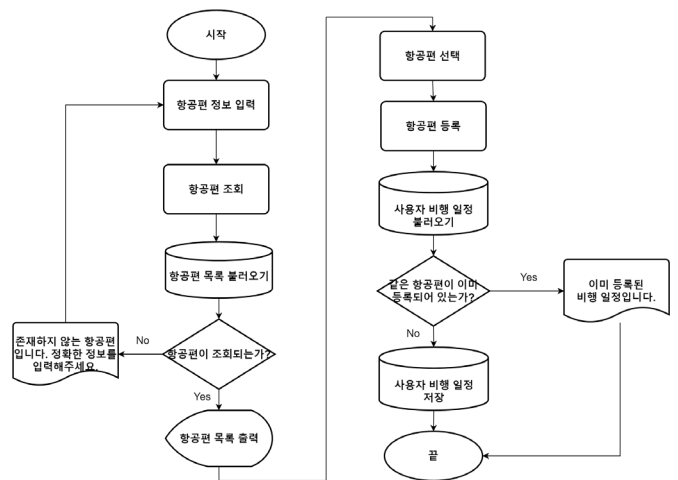 시작
항공편 정보 입력
항공편 조회
항공편 목록 불러오기
항공편이 조회되는가?
No
존재하지 않는 항공편
입니다. 정확한 정보를
입력해주세요.
Yes
항공편 목록 출력
항공편 선택
항공편 등록
사용자 비행 일정
불러오기
같은 항공편이 이미
등록되어 있는가?
Yes
이미 등록된
비행 일정입니다.
No
사용자 비행 일정
저장
끝